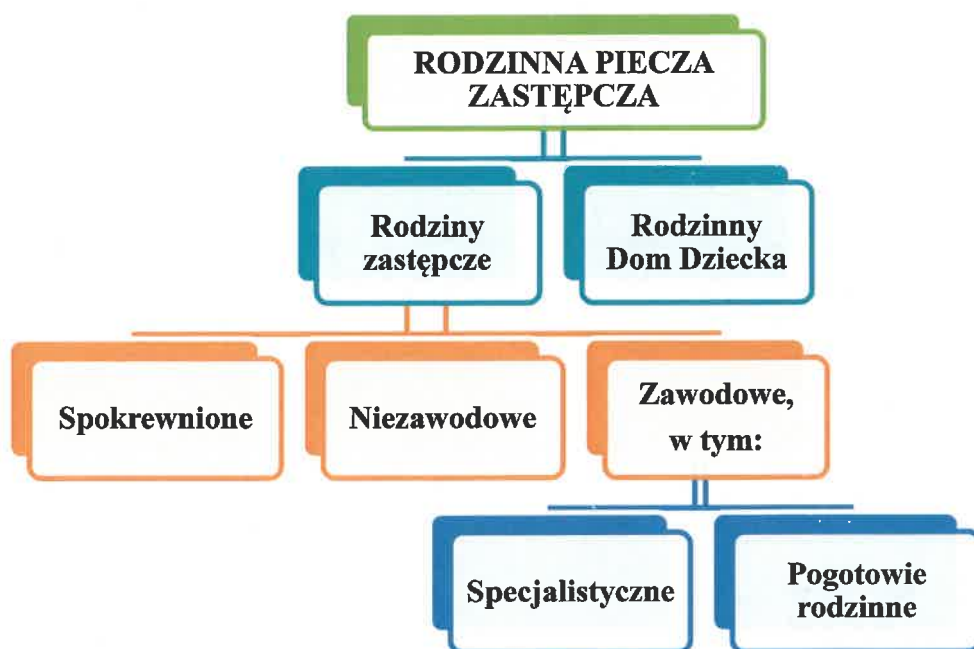 RODZINNA PIECZA
ZASTĘPCZA
Rodziny
zastępcze
Rodzinny
Dom Dziecka
Spokrewnione
Niezawodowe
Zawodowe,
w tym:
Specjalistyczne
Pogotowie
rodzinne